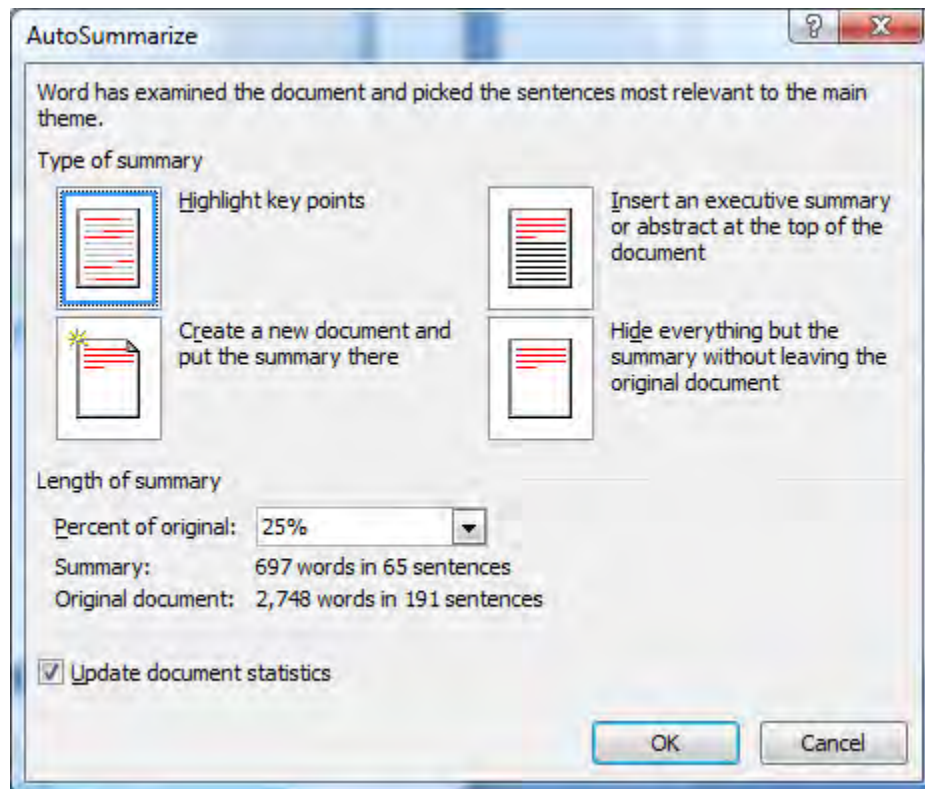 AutoSummarize
Word has examined the document and picked the sentences most relevant to the main
theme.
Type of summary
Highlight key points
Insert an executive summary
or abstract at the top of the
document
Create a new document and
put the summary there
Hide everything but the
summary without leaving the
original document
Length of summary
Percent of original: 25%
Summary: 697 words in 65 sentences
Original document: 2,748 words in 191 sentences
Update document statistics
OK Cancel